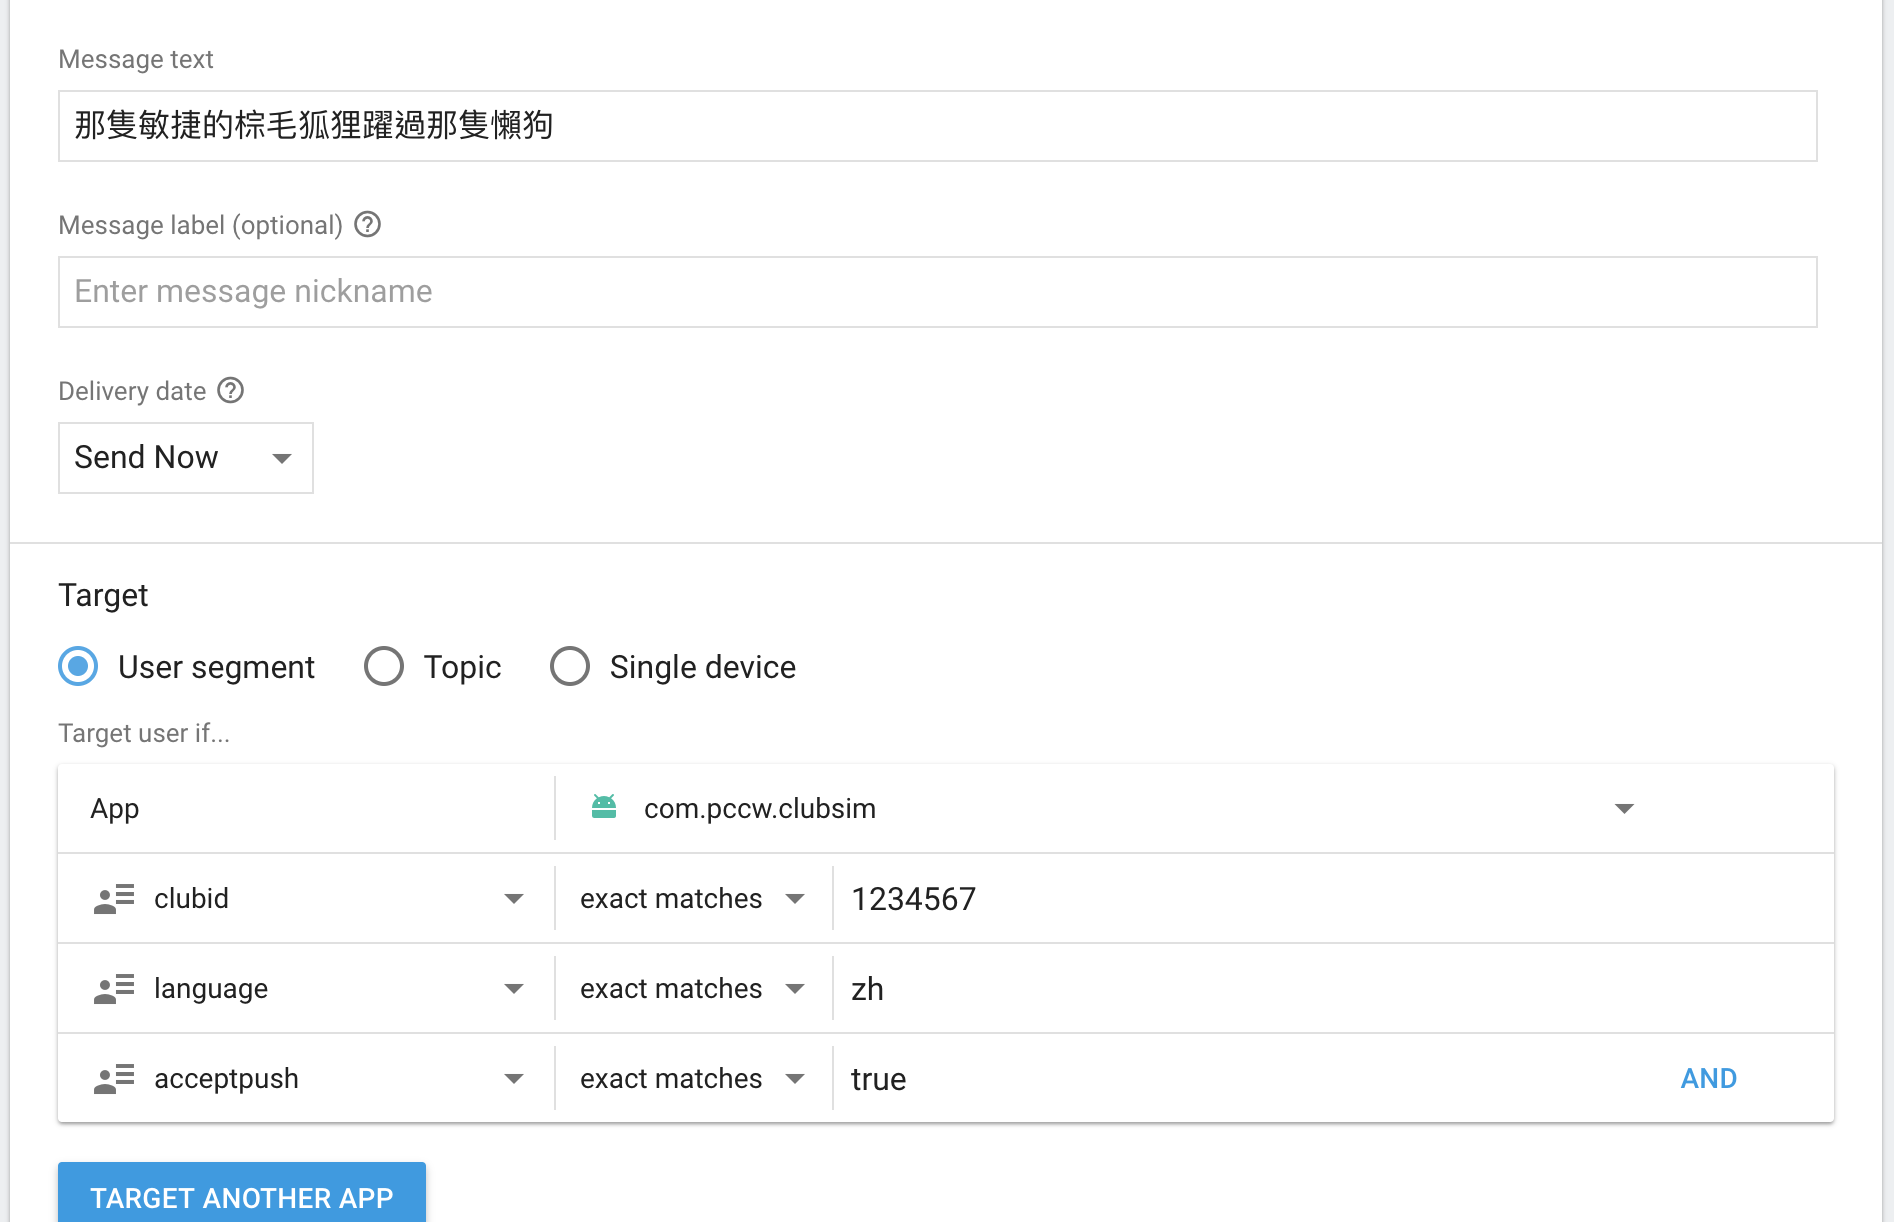 Message text
那隻敏捷的棕毛狐狸躍過那隻懶狗
Message label (optional)
Enter message nickname
Delivery date
Send Now
Target
User segment Topic Single device
Target user if...
App com.pccw.clubsim
clubid exact matches 1234567
language exact matches zh
acceptpush exact matches true AND
TARGET ANOTHER APP